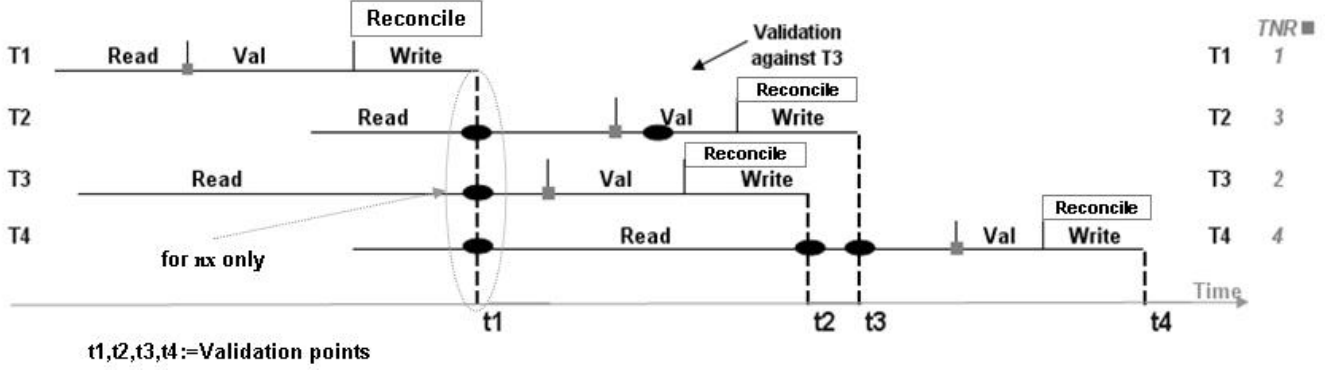 Reconcile
TNR
T1 Read Val Write Validation against T3 T1 1
Reconcile
T2 Read Val Write T2 3
Reconcile
T3 Read Val Write T3 2
Reconcile
T4 Read Val Write T4 4
for nx only
Time
t1 t2 t3 t4
t1,t2,t3,t4:=Validation points